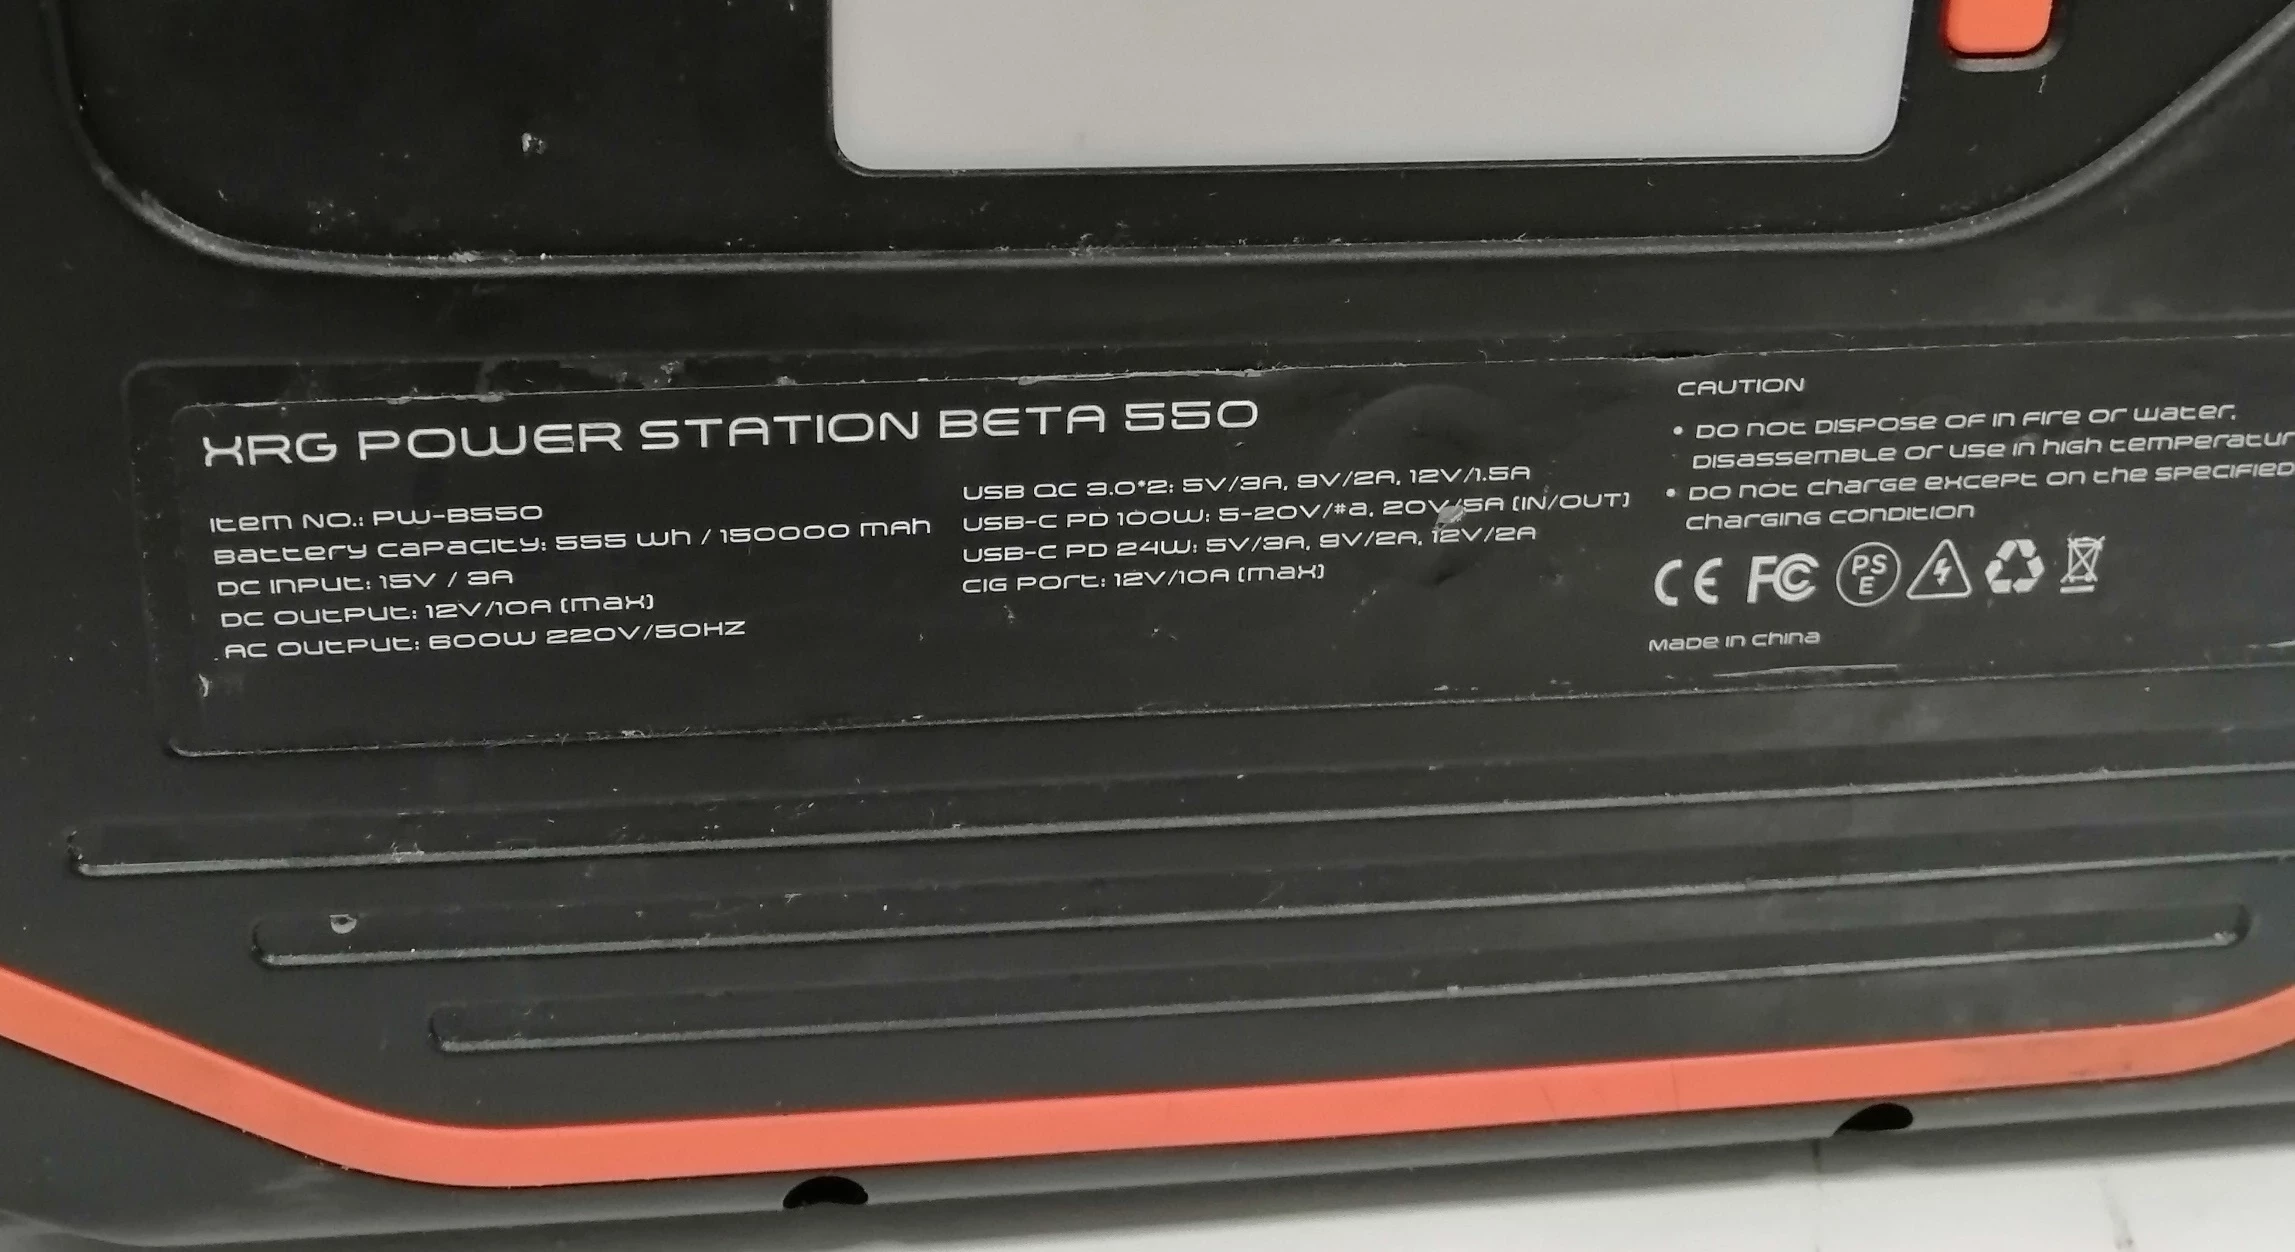 XRG POWER STATION BETA 550
Item NO.: PW-B550
Battery Capacity: 555 Wh / 150000 mAh
DC Input: 15V / 3A
DC Output: 12V/10A (max)
AC Output: 600W 220V/50HZ
USB QC 3.0*2: 5V/3A, 9V/2A, 12V/1.5A
USB-C PD 100W: 5-20V/#a, 20V/5A (IN/OUT)
USB-C PD 24W: 5V/3A, 9V/2A, 12V/2A
CIG Port: 12V/10A (max)
CAUTION
• Do not dispose of in fire or water,
disassemble or use in high temperatur
• Do not charge except on the specified
charging condition
CE FC PS E
Made in China